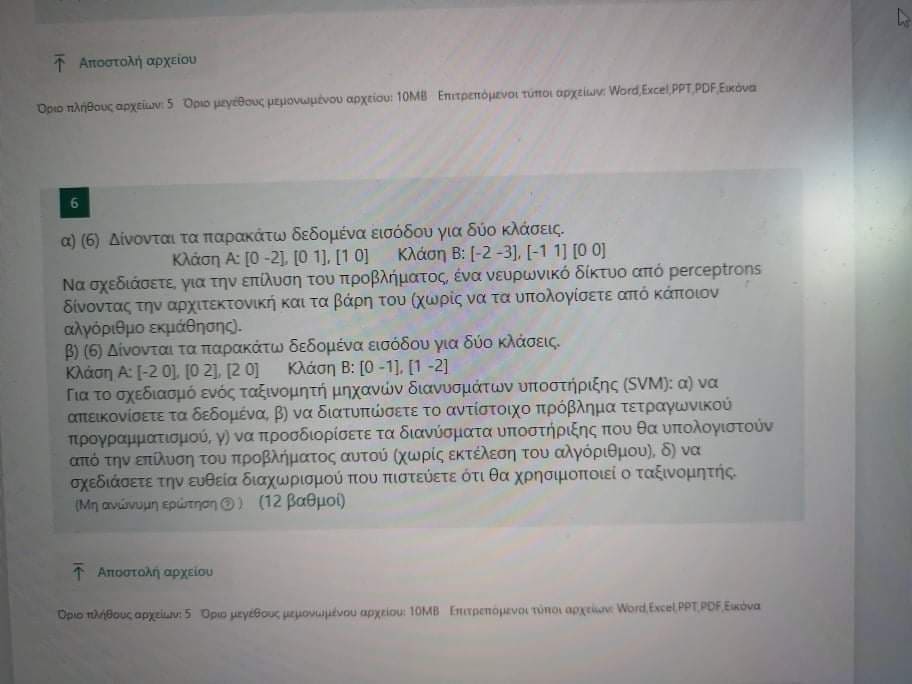 Αποστολή αρχείου
Όριο πλήθους αρχείων: 5 Όριο μεγέθους μεμονωμένου αρχείου: 10MB Επιτρεπόμενοι τύποι αρχείων: Word,Excel,PPT,PDF,Εικόνα
6
α) (6) Δίνονται τα παρακάτω δεδομένα εισόδου για δύο κλάσεις.
Κλάση Α: [0 -2], [0 1], [1 0] Κλάση Β: [-2 -3], [-1 1] [0 0]
Να σχεδιάσετε, για την επίλυση του προβλήματος, ένα νευρωνικό δίκτυο από perceptrons
δίνοντας την αρχιτεκτονική και τα βάρη του (χωρίς να τα υπολογίσετε από κάποιον
αλγόριθμο εκμάθησης).
β) (6) Δίνονται τα παρακάτω δεδομένα εισόδου για δύο κλάσεις.
Κλάση Α: [-2 0], [0 2], [2 0] Κλάση Β: [0 -1], [1 -2]
Για το σχεδιασμό ενός ταξινομητή μηχανών διανυσμάτων υποστήριξης (SVM): α) να
απεικονίσετε τα δεδομένα, β) να διατυπώσετε το αντίστοιχο πρόβλημα τετραγωνικού
προγραμματισμού, γ) να προσδιορίσετε τα διανύσματα υποστήριξης που θα υπολογιστούν
από την επίλυση του προβλήματος αυτού (χωρίς εκτέλεση του αλγόριθμου), δ) να
σχεδιάσετε την ευθεία διαχωρισμού που πιστεύετε ότι θα χρησιμοποιεί ο ταξινομητής.
(Μη ανώνυμη ερώτηση ?) (12 βαθμοί)
Αποστολή αρχείου
Όριο πλήθους αρχείων: 5 Όριο μεγέθους μεμονωμένου αρχείου: 10MB Επιτρεπόμενοι τύποι αρχείων: Word,Excel,PPT,PDF,Εικόνα